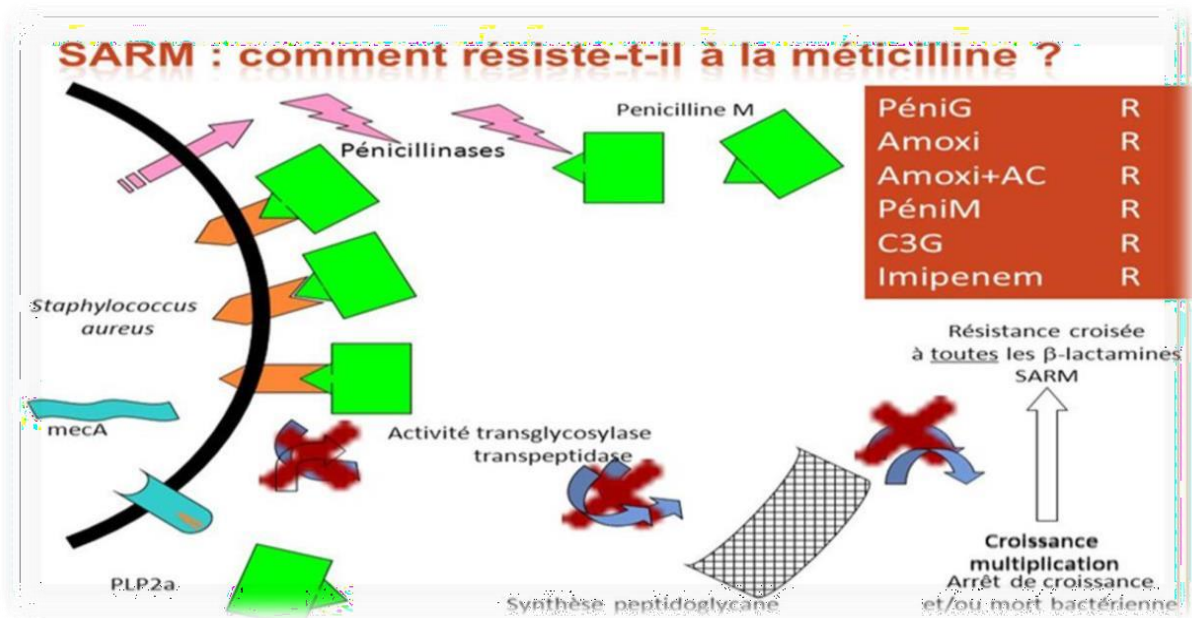 SARM : comment résiste-t-il à la méticilline ?
Penicilline M
Pénicillinases
PéniG R
Amoxi R
Amoxi+AC R
PéniM R
C3G R
Imipenem R
Staphylococcus
aureus
Résistance croisée
à toutes les β-lactamines
SARM
mecA
Activité transglycosylase
transpeptidase
Croissance
multiplication
Arrêt de croissance
et/ou mort bactérienne
PLP2a
Synthèse peptidoglycane